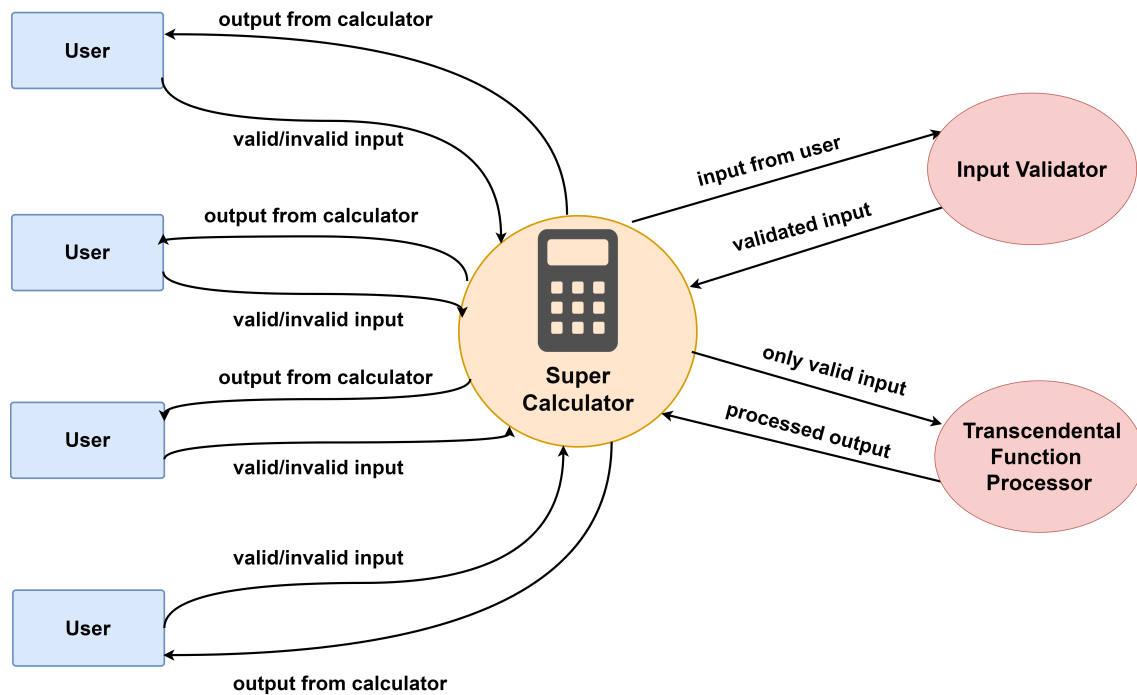 output from calculator
User
valid/invalid input
input from user
Input Validator
output from calculator
User
validated input
valid/invalid input
only valid input
output from calculator
Super
Calculator
processed output
User
Transcendental
Function
Processor
valid/invalid input
valid/invalid input
User
output from calculator